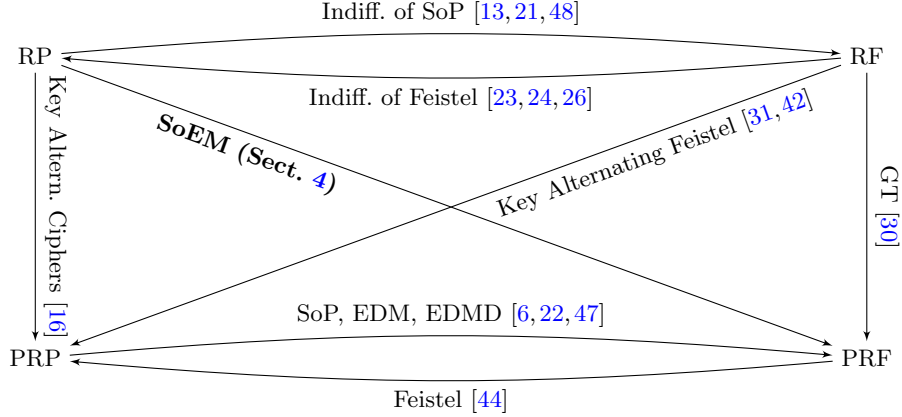 Indiff. of SoP [13, 21, 48]
RP
RF
Indiff. of Feistel [23, 24, 26]
Key Altern. Ciphers [16]
SoEM (Sect. 4)
Key Alternating Feistel [31, 42]
GT [30]
SoP, EDM, EDMD [6, 22, 47]
PRP
PRF
Feistel [44]